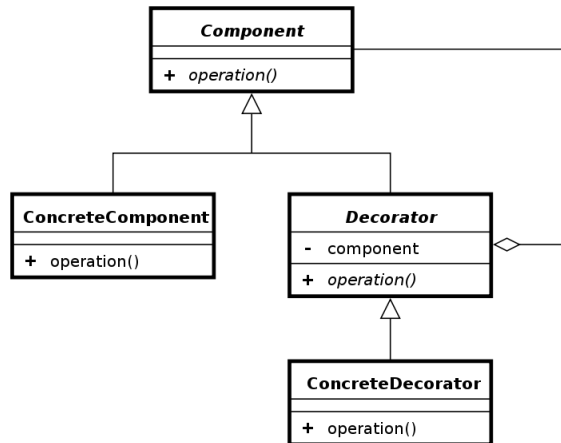 Component
+ operation()
ConcreteComponent
+ operation()
Decorator
- component
+ operation()
ConcreteDecorator
+ operation()